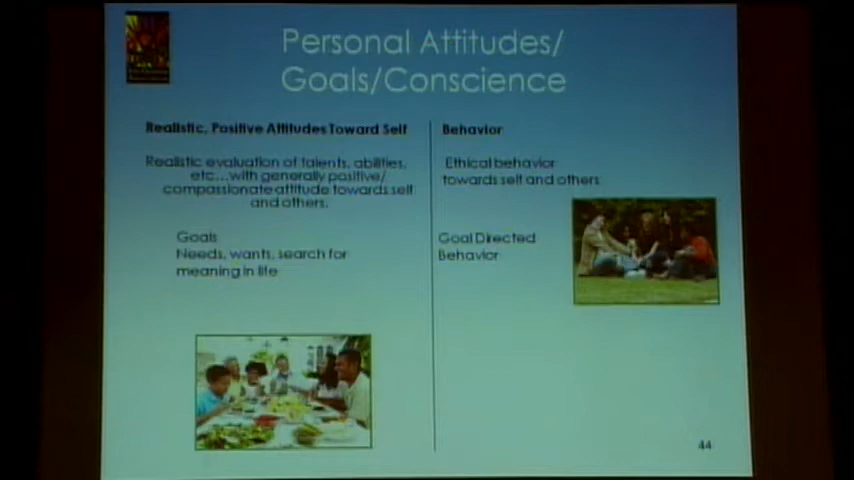 Personal Attitudes/
Goals/Conscience
Realistic, Positive Attitudes Toward Self
Realistic evaluation of talents, abilities,
etc...with generally positive/
compassionate attitude towards self
and others.
Goals
Needs, wants, search for
meaning in life
Behavior
Ethical behavior
towards self and others
Goal Directed
Behavior
44